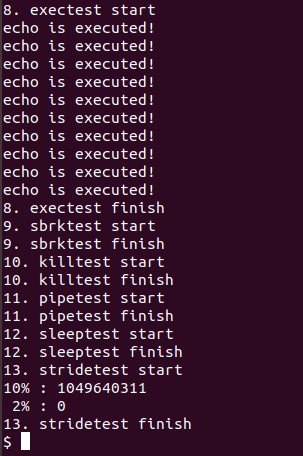 8. exectest start
echo is executed!
echo is executed!
echo is executed!
echo is executed!
echo is executed!
echo is executed!
echo is executed!
echo is executed!
echo is executed!
echo is executed!
8. exectest finish
9. sbrktest start
9. sbrktest finish
10. killtest start
10. killtest finish
11. pipetest start
11. pipetest finish
12. sleeptest start
12. sleeptest finish
13. stridetest start
10% : 1049640311
 2% : 0
13. stridetest finish
$